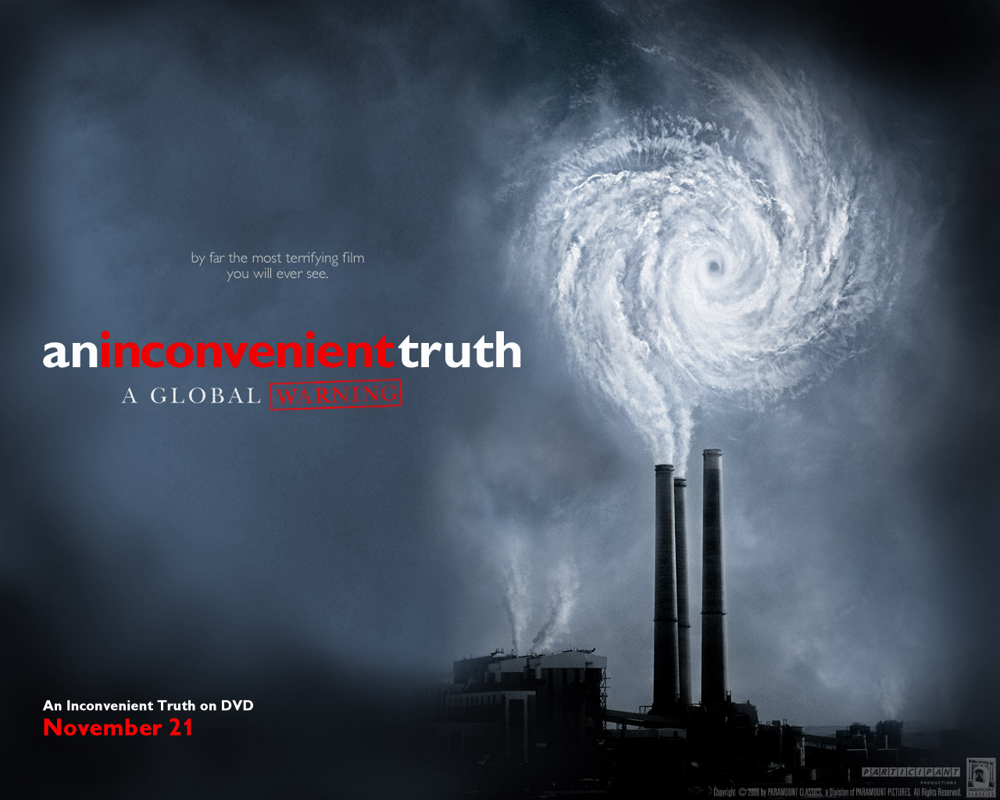 by far the most terrifying film
you will ever see.
aninconvenienttruth
A GLOBAL WARNING
An Inconvenient Truth on DVD
November 21
PARTICIPANT
PRODUCTIONS
PARAMOUNT
CLASSICS
Copyright © 2006 by PARAMOUNT CLASSICS, a Division of PARAMOUNT PICTURES. All Rights Reserved.